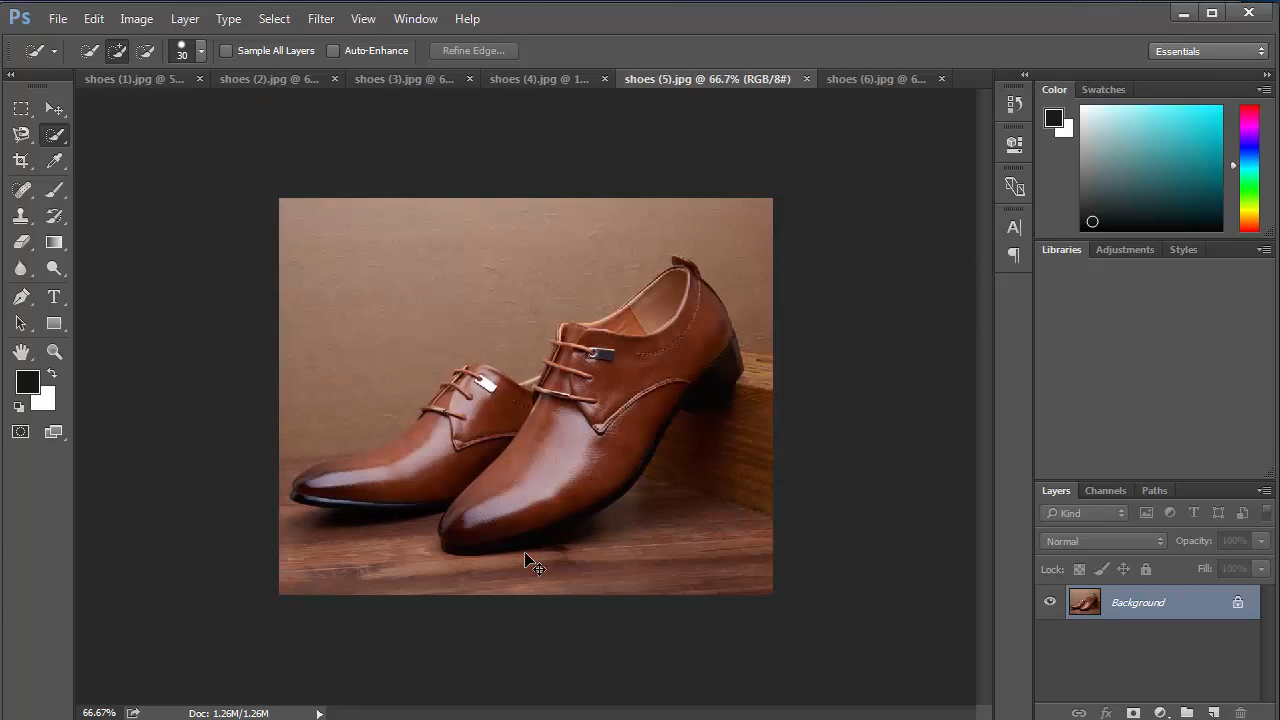 Ps File Edit Image Layer Type Select Filter View Window Help
30 Sample All Layers Auto-Enhance Refine Edge... Essentials
shoes (1).jpg @ 5... shoes (2).jpg @ 6... shoes (3).jpg @ 6... shoes (4).jpg @ 1... shoes (5).jpg @ 66.7% (RGB/8#) shoes (6).jpg @ 6...
Color Swatches
Libraries Adjustments Styles
Layers Channels Paths
Kind
Normal Opacity: 100%
Lock: Fill: 100%
Background
66.67% Doc: 1.26M/1.26M